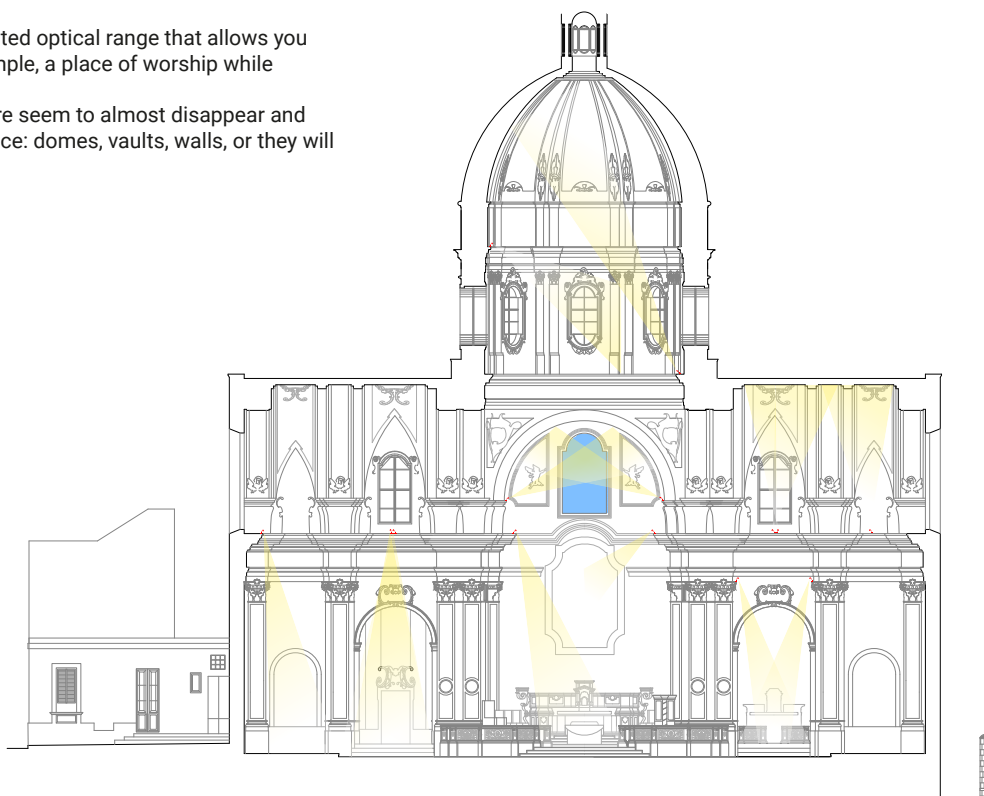 ted optical range that allows you
mple, a place of worship while
re seem to almost disappear and
ce: domes, vaults, walls, or they will